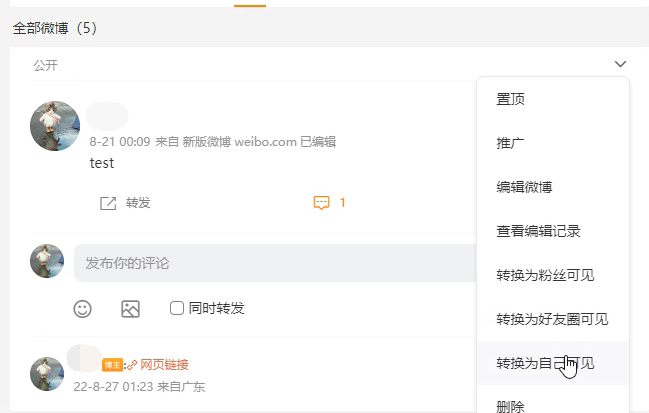 全部微博（5）
公开
8-21 00:09 来自 新版微博 weibo.com 已编辑
test
转发
1
发布你的评论
同时转发
博主:网页链接
22-8-27 01:23 来自广东
置顶
推广
编辑微博
查看编辑记录
转换为粉丝可见
转换为好友圈可见
转换为自己可见
删除